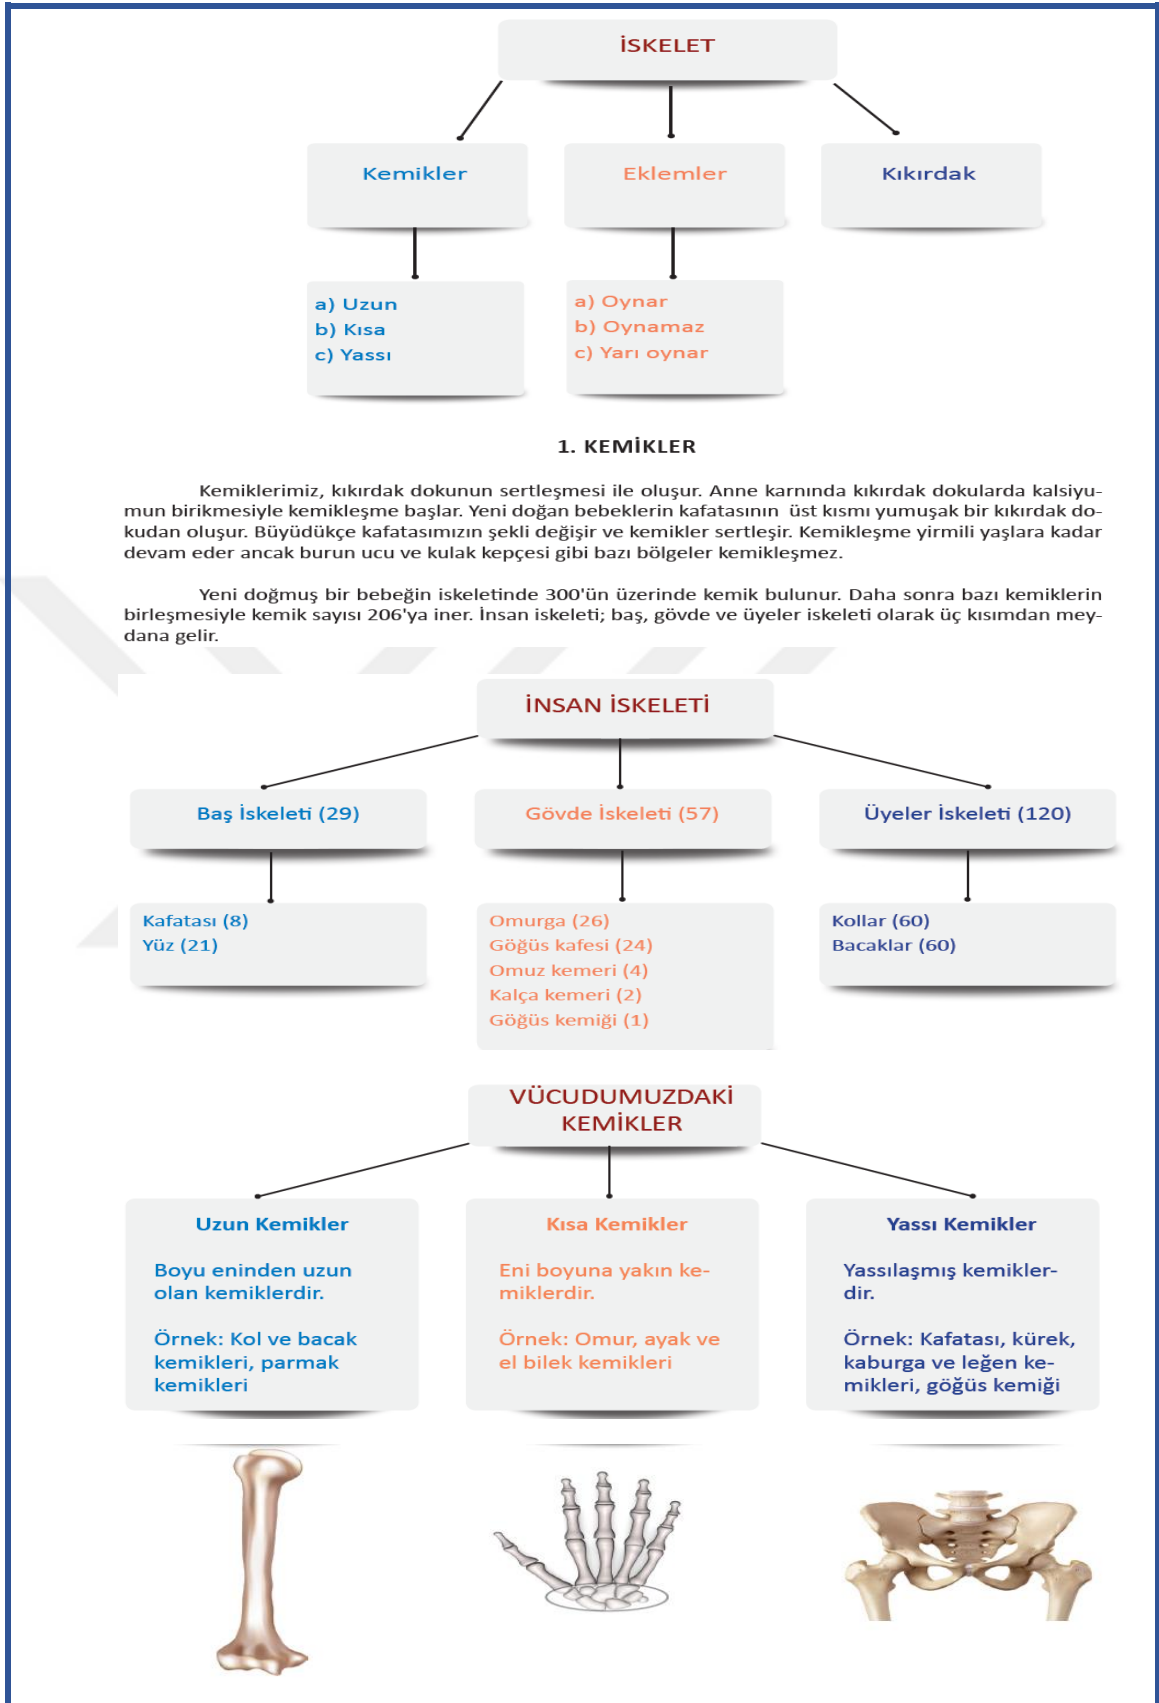 İSKELET
Kemikler
Eklemler
Kıkırdak
a) Uzun
b) Kısa
c) Yassı
a) Oynar
b) Oynamaz
c) Yarı oynar
1. KEMİKLER
Kemiklerimiz, kıkırdak dokunun sertleşmesi ile oluşur. Anne karnında kıkırdak dokularda kalsiyu-
mun birikmesiyle kemikleşme başlar. Yeni doğan bebeklerin kafatasının üst kısmı yumuşak bir kıkırdak do-
kudan oluşur. Büyüdükçe kafatasımızın şekli değişir ve kemikler sertleşir. Kemikleşme yirmili yaşlara kadar
devam eder ancak burun ucu ve kulak kepçesi gibi bazı bölgeler kemikleşmez.
Yeni doğmuş bir bebeğin iskeletinde 300'ün üzerinde kemik bulunur. Daha sonra bazı kemiklerin
birleşmesiyle kemik sayısı 206'ya iner. İnsan iskeleti; baş, gövde ve üyeler iskeleti olarak üç kısımdan mey-
dana gelir.
İNSAN İSKELETİ
Baş İskeleti (29)
Gövde İskeleti (57)
Üyeler İskeleti (120)
Kafatası (8)
Yüz (21)
Omurga (26)
Göğüs kafesi (24)
Omuz kemeri (4)
Kalça kemeri (2)
Göğüs kemiği (1)
Kollar (60)
Bacaklar (60)
VÜCUDUMUZDAKİ
KEMİKLER
Uzun Kemikler
Boyu eninden uzun
olan kemiklerdir.
Örnek: Kol ve bacak
kemikleri, parmak
kemikleri
Kısa Kemikler
Eni boyuna yakın ke-
miklerdir.
Örnek: Omur, ayak ve
el bilek kemikleri
Yassı Kemikler
Yassılaşmış kemikler-
dir.
Örnek: Kafatası, kürek,
kaburga ve leğen ke-
mikleri, göğüs kemiği